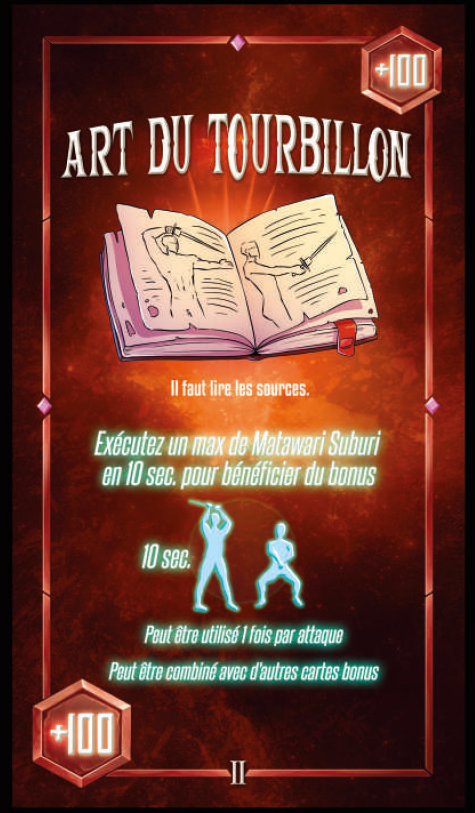 +100
ART DU TOURBILLON
Il faut lire les sources.
Exécutez un max de Matawari Suburi
en 10 sec. pour bénéficier du bonus
10 sec.
Peut être utilisé 1 fois par attaque
Peut être combiné avec d'autres cartes bonus
+100
II